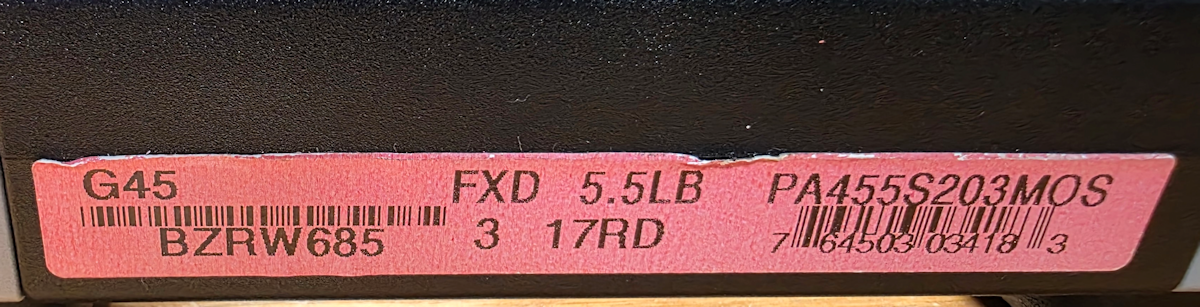 G45 FXD 5.5LB PA455S203MOS
BZRW685 3 17RD 7 64503 03418 3